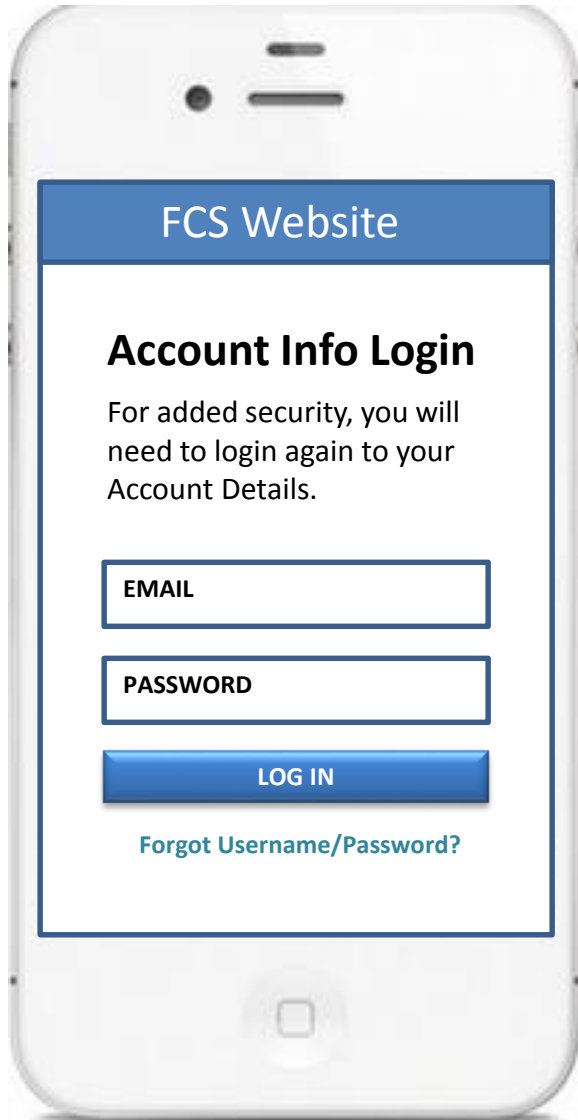 FCS Website
Account Info Login
For added security, you will
need to login again to your
Account Details.
EMAIL
PASSWORD
LOG IN
Forgot Username/Password?